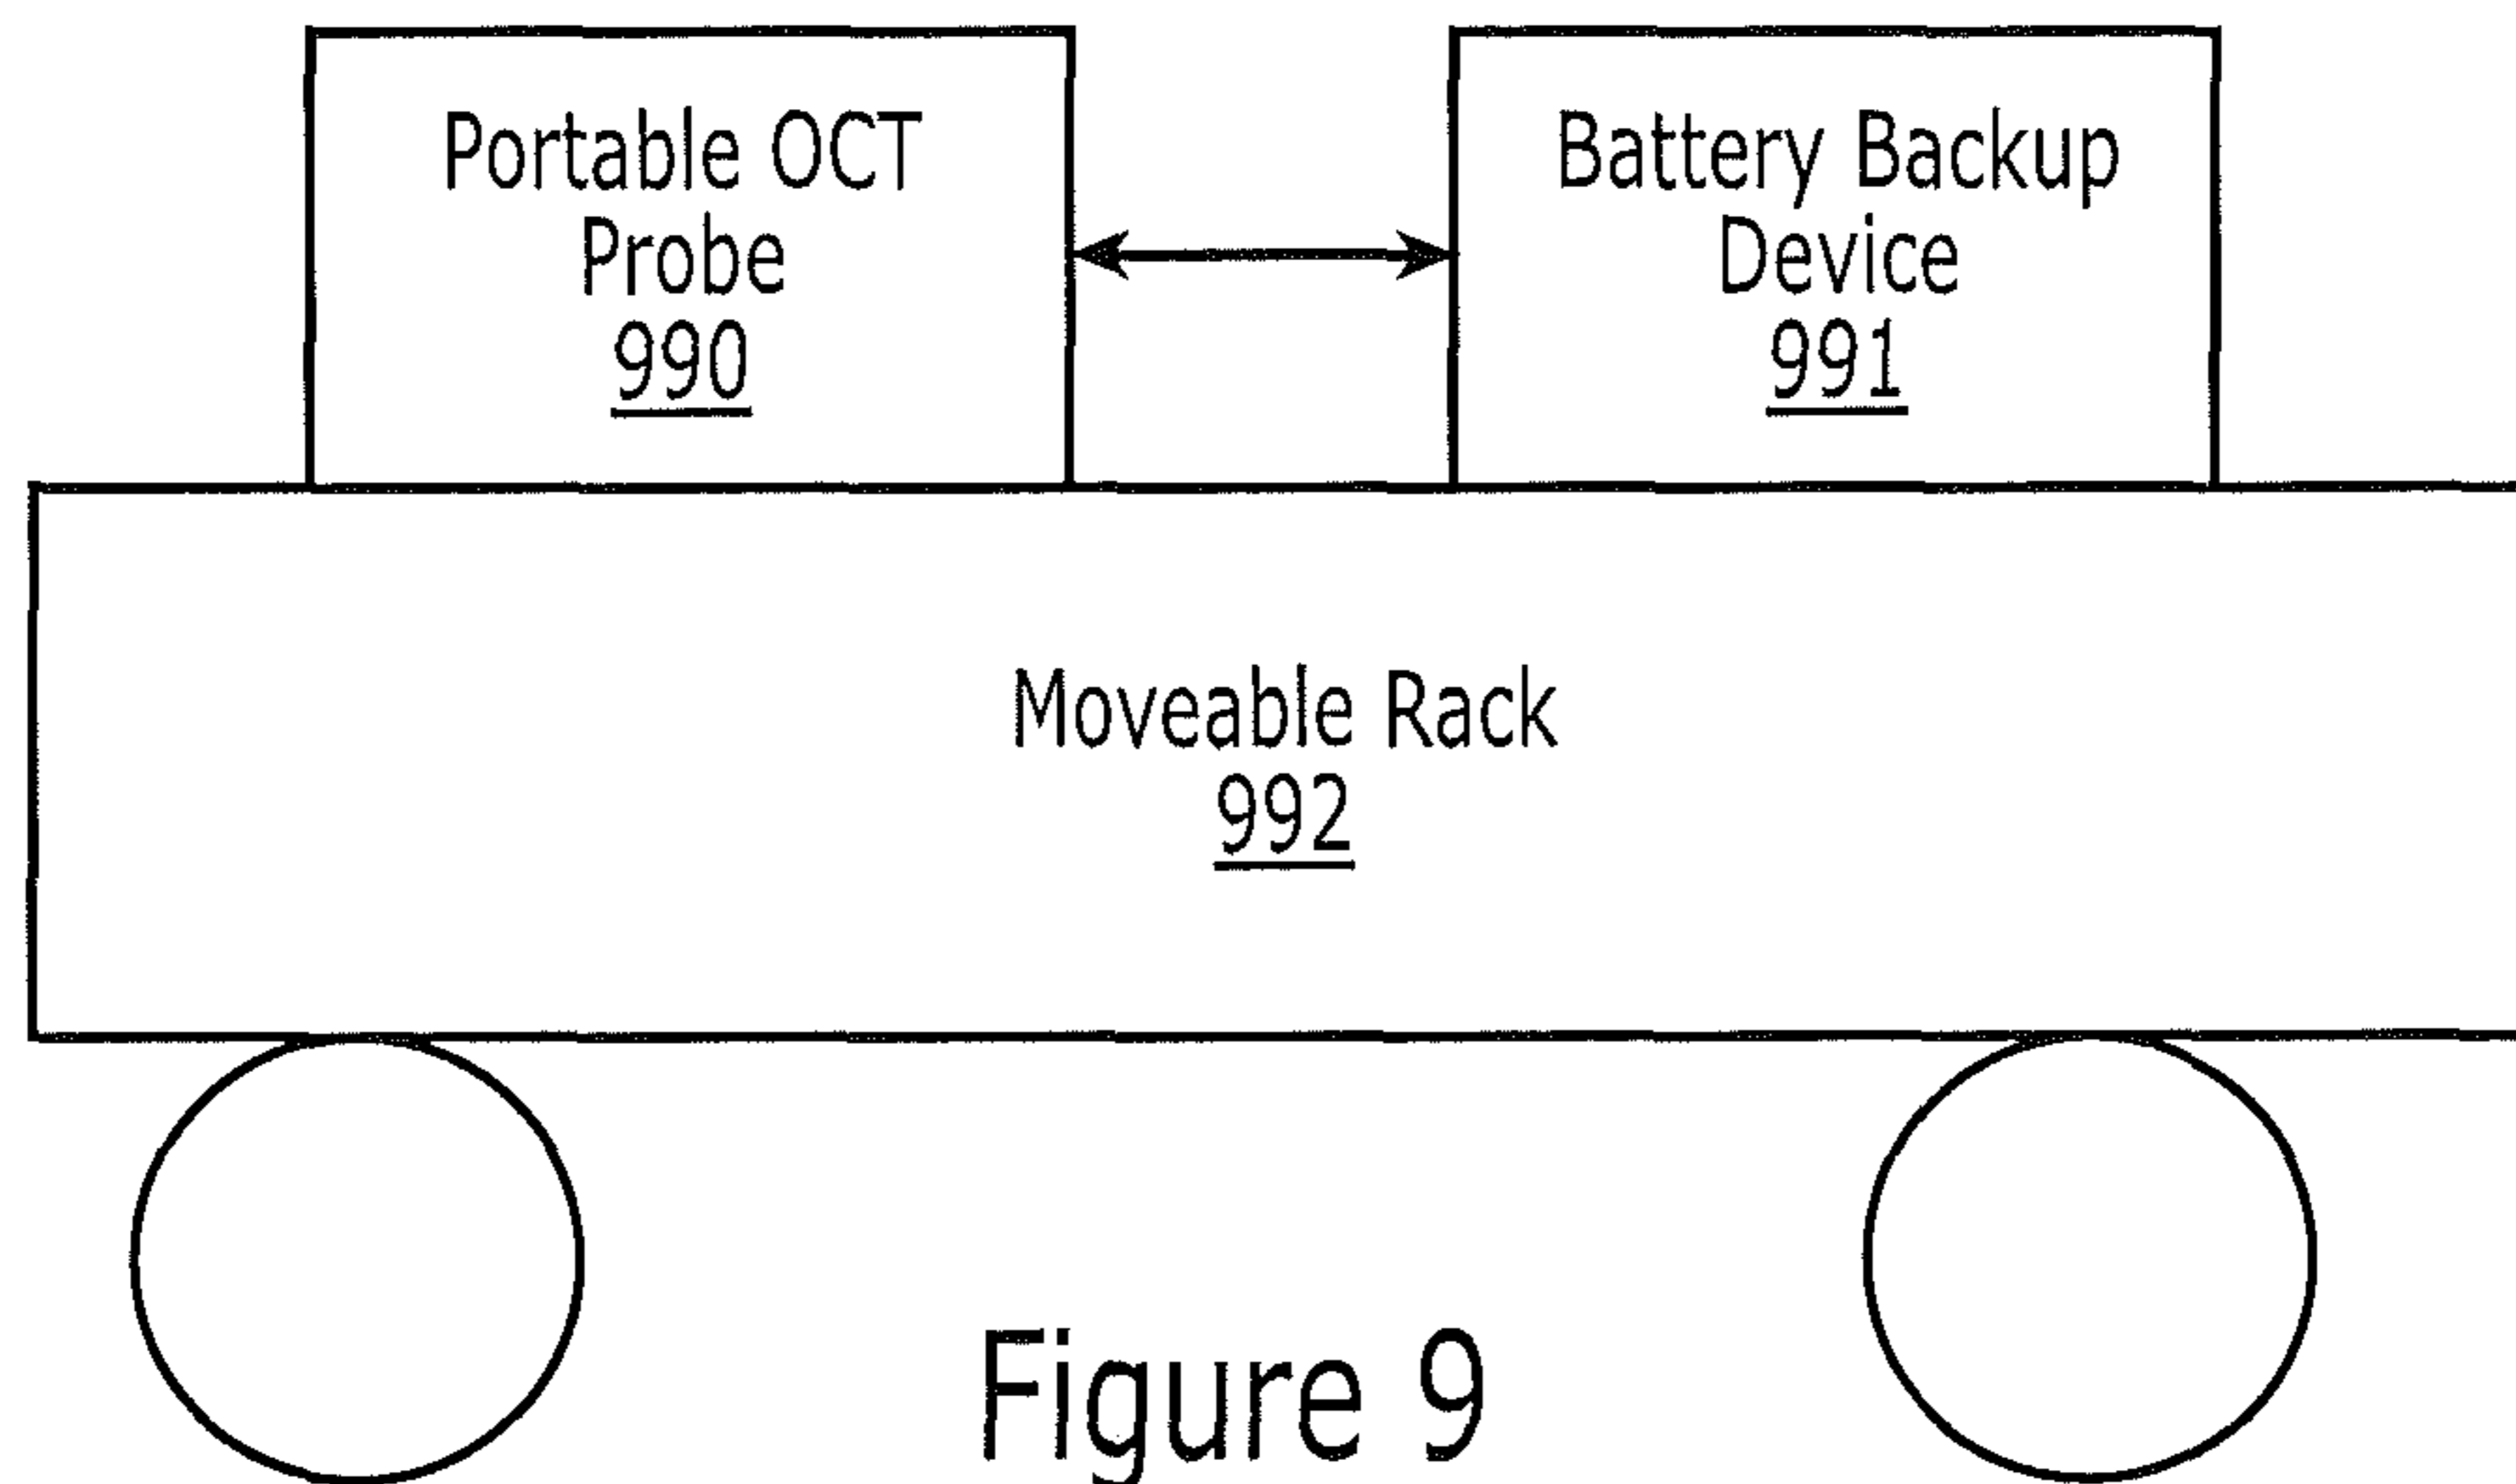 Portable OCT
Probe
990
Battery Backup
Device
991
Moveable Rack
992
Figure 9